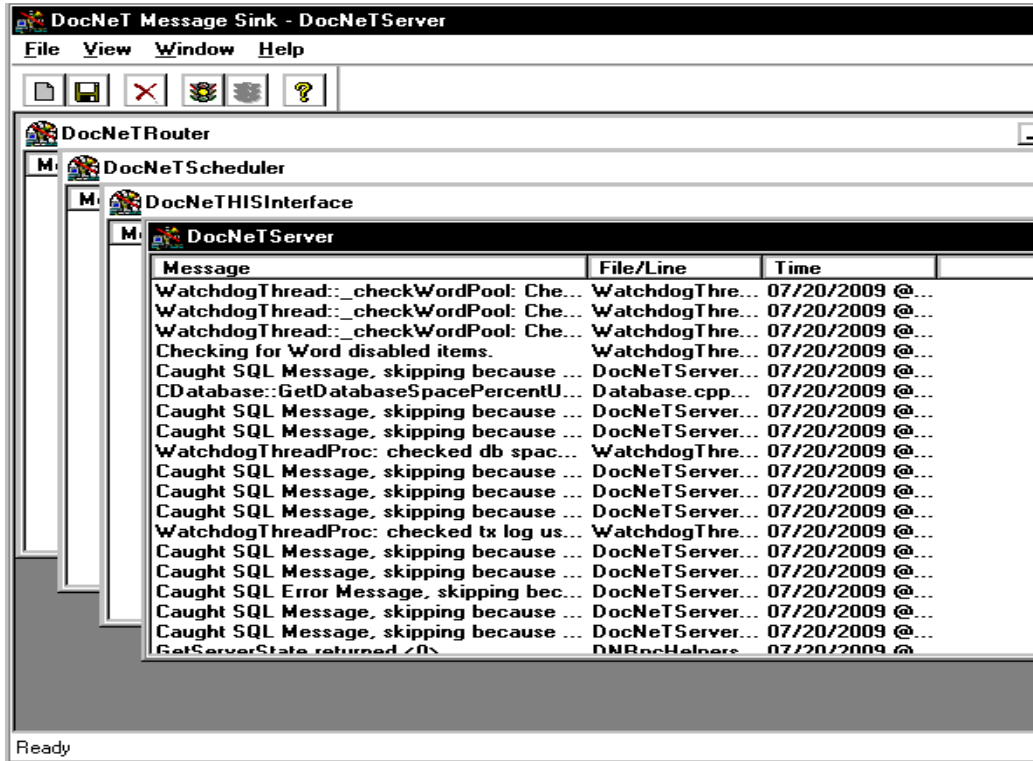 DocNeT Message Sink - DocNeTServer
File View Window Help
DocNeTRouter
M
DocNeTScheduler
M
DocNeTHISInterface
M
DocNeTServer
Message File/Line Time
WatchdogThread::_checkWordPool: Che... WatchdogThre... 07/20/2009 @...
WatchdogThread::_checkWordPool: Che... WatchdogThre... 07/20/2009 @...
WatchdogThread::_checkWordPool: Che... WatchdogThre... 07/20/2009 @...
Checking for Word disabled items. WatchdogThre... 07/20/2009 @...
Caught SQL Message, skipping because ... DocNeTServer... 07/20/2009 @...
CDatabase::GetDatabaseSpacePercentU... Database.cpp... 07/20/2009 @...
Caught SQL Message, skipping because ... DocNeTServer... 07/20/2009 @...
Caught SQL Message, skipping because ... DocNeTServer... 07/20/2009 @...
WatchdogThreadProc: checked db spac... WatchdogThre... 07/20/2009 @...
Caught SQL Message, skipping because ... DocNeTServer... 07/20/2009 @...
Caught SQL Message, skipping because ... DocNeTServer... 07/20/2009 @...
Caught SQL Message, skipping because ... DocNeTServer... 07/20/2009 @...
WatchdogThreadProc: checked tx log us... WatchdogThre... 07/20/2009 @...
Caught SQL Message, skipping because ... DocNeTServer... 07/20/2009 @...
Caught SQL Message, skipping because ... DocNeTServer... 07/20/2009 @...
Caught SQL Error Message, skipping bec... DocNeTServer... 07/20/2009 @...
Caught SQL Message, skipping because ... DocNeTServer... 07/20/2009 @...
Caught SQL Message, skipping because ... DocNeTServer... 07/20/2009 @...
GetServerState returned <0> DNRpcHelpers 07/20/2009 @
Ready